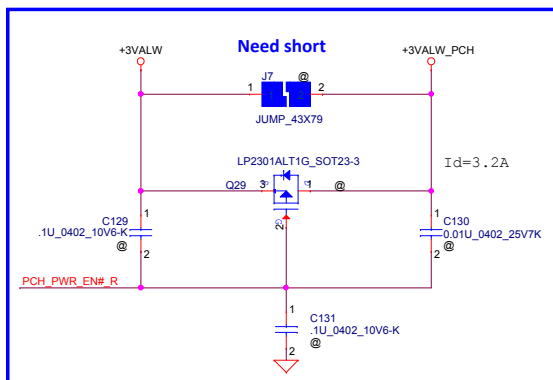 Need short
+3VALW
+3VALW_PCH
J7
@
1
1
2
2
JUMP_43X79
LP2301ALT1G_SOT23-3
Id=3.2A
Q29
3
1
@
2
C129
.1U_0402_10V6-K
@
1
2
C130
0.01U_0402_25V7K
@
1
2
PCH_PWR_EN#_R
1
C131
.1U_0402_10V6-K
@
2